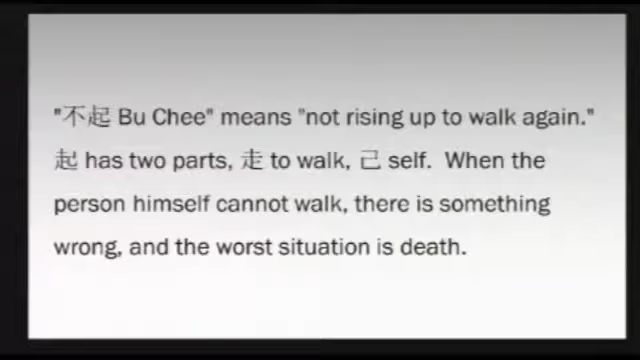 "不起 Bu Chee" means "not rising up to walk again."
起 has two parts, 走 to walk, 己 self.  When the
person himself cannot walk, there is something
wrong, and the worst situation is death.